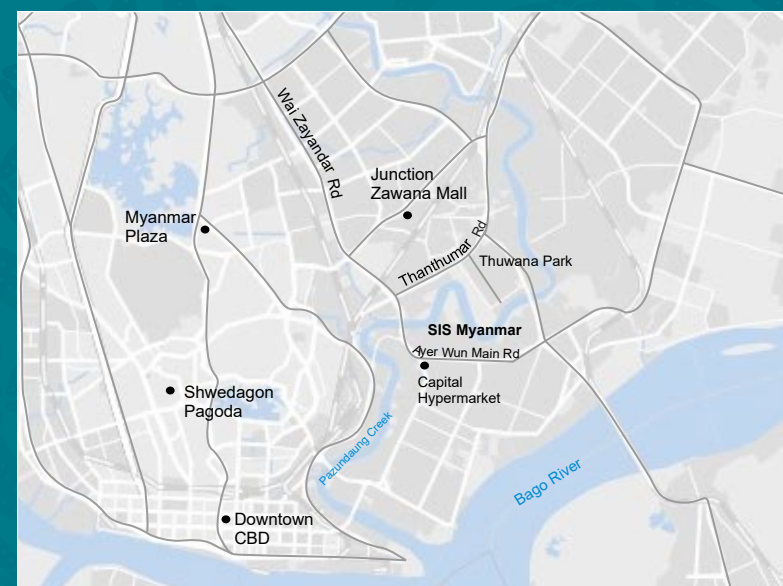 Wai Zayandar Rd
Junction
Zawana Mall
Myanmar
Plaza
Thanthumar Rd
Thuwana Park
SIS Myanmar
Ayer Wun Main Rd
Capital
Hypermarket
Shwedagon
Pagoda
Pazundaung Creek
Bago River
Downtown
CBD